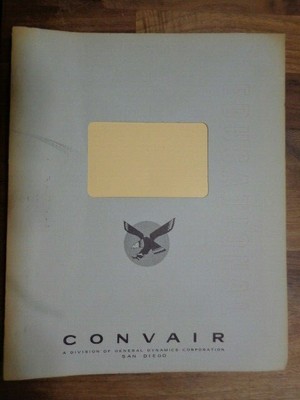 CONVAIR
A DIVISION OF GENERAL DYNAMICS CORPORATION
SAN DIEGO